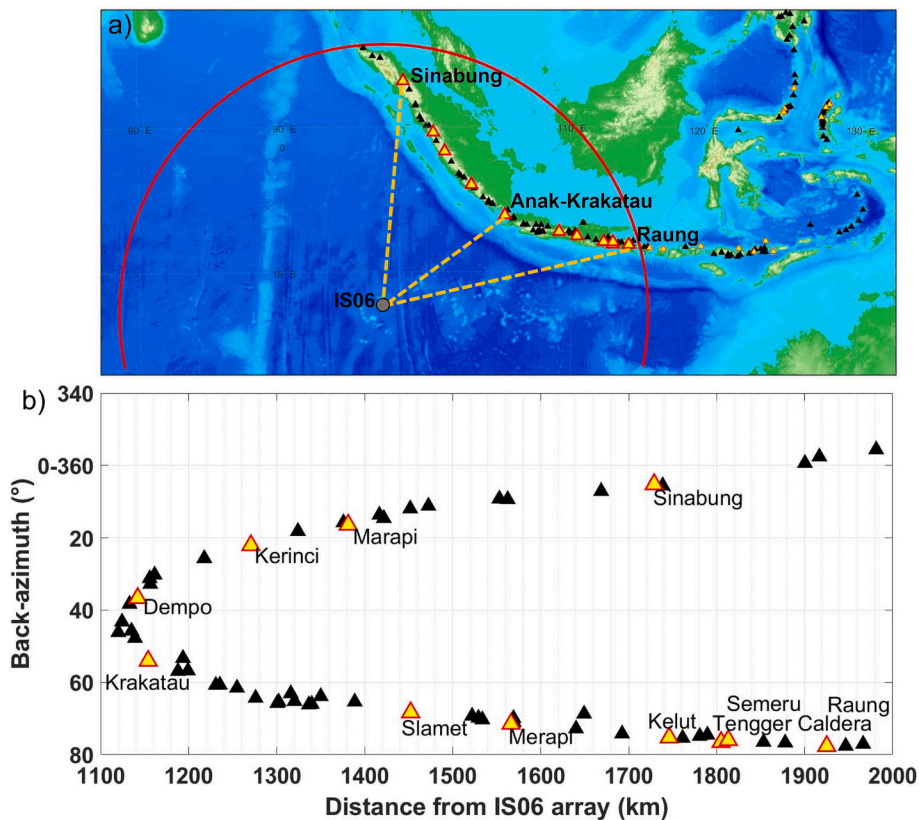 a)
Sinabung
80° E
90° E
0
110° E
120° E
130° E
Anak-Krakatau
Raung
IS06
b)
340
0-360
20
40
60
80
Back-azimuth (°)
Sinabung
Marapi
Kerinci
Dempo
Krakatau
Slamet
Merapi
Kelut
Semeru
Tengger Caldera
Raung
1100 1200 1300 1400 1500 1600 1700 1800 1900 2000
Distance from IS06 array (km)